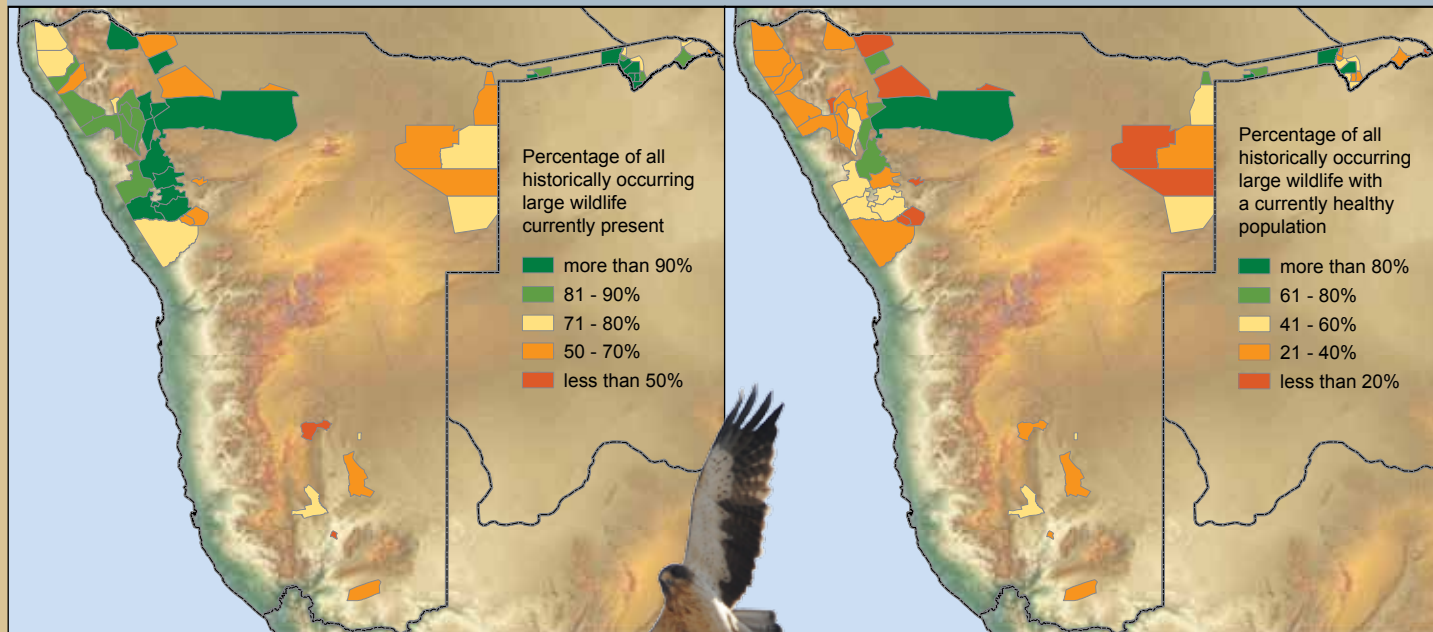 Percentage of all
historically occurring
large wildlife
currently present
more than 90%
81 - 90%
71 - 80%
50 - 70%
less than 50%
Percentage of all
historically occurring
large wildlife with
a currently healthy
population
more than 80%
61 - 80%
41 - 60%
21 - 40%
less than 20%